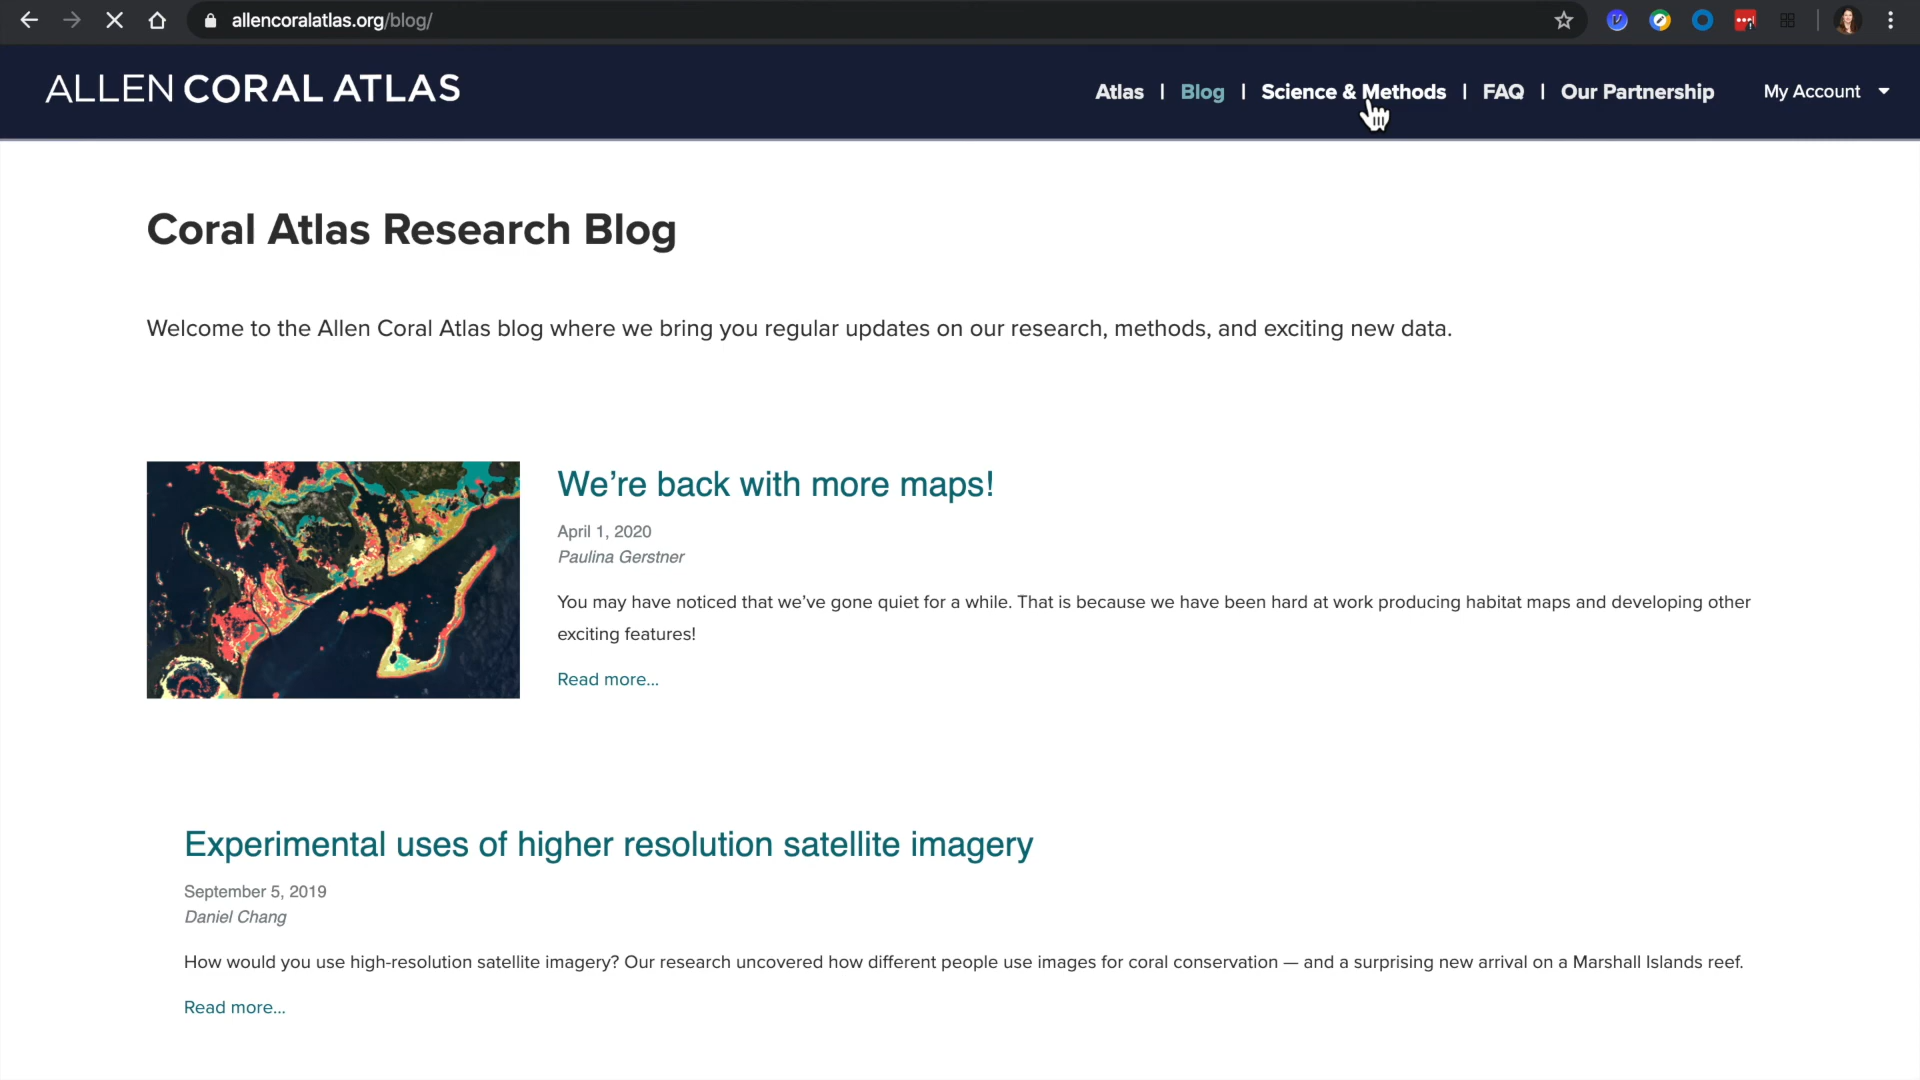 allencoralatlas.org/blog/
ALLEN CORAL ATLAS
Atlas | Blog | Science & Methods | FAQ | Our Partnership My Account
Coral Atlas Research Blog
Welcome to the Allen Coral Atlas blog where we bring you regular updates on our research, methods, and exciting new data.
We’re back with more maps!
April 1, 2020
Paulina Gerstner
You may have noticed that we’ve gone quiet for a while. That is because we have been hard at work producing habitat maps and developing other
exciting features!
Read more...
Experimental uses of higher resolution satellite imagery
September 5, 2019
Daniel Chang
How would you use high-resolution satellite imagery? Our research uncovered how different people use images for coral conservation — and a surprising new arrival on a Marshall Islands reef.
Read more...